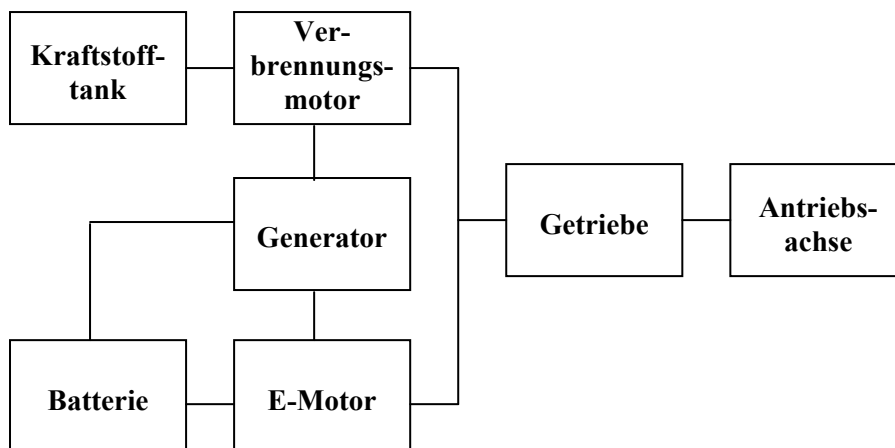 Kraftstoff-
tank
Ver-
brennungs-
motor
Generator
Getriebe
Antriebs-
achse
Batterie
E-Motor